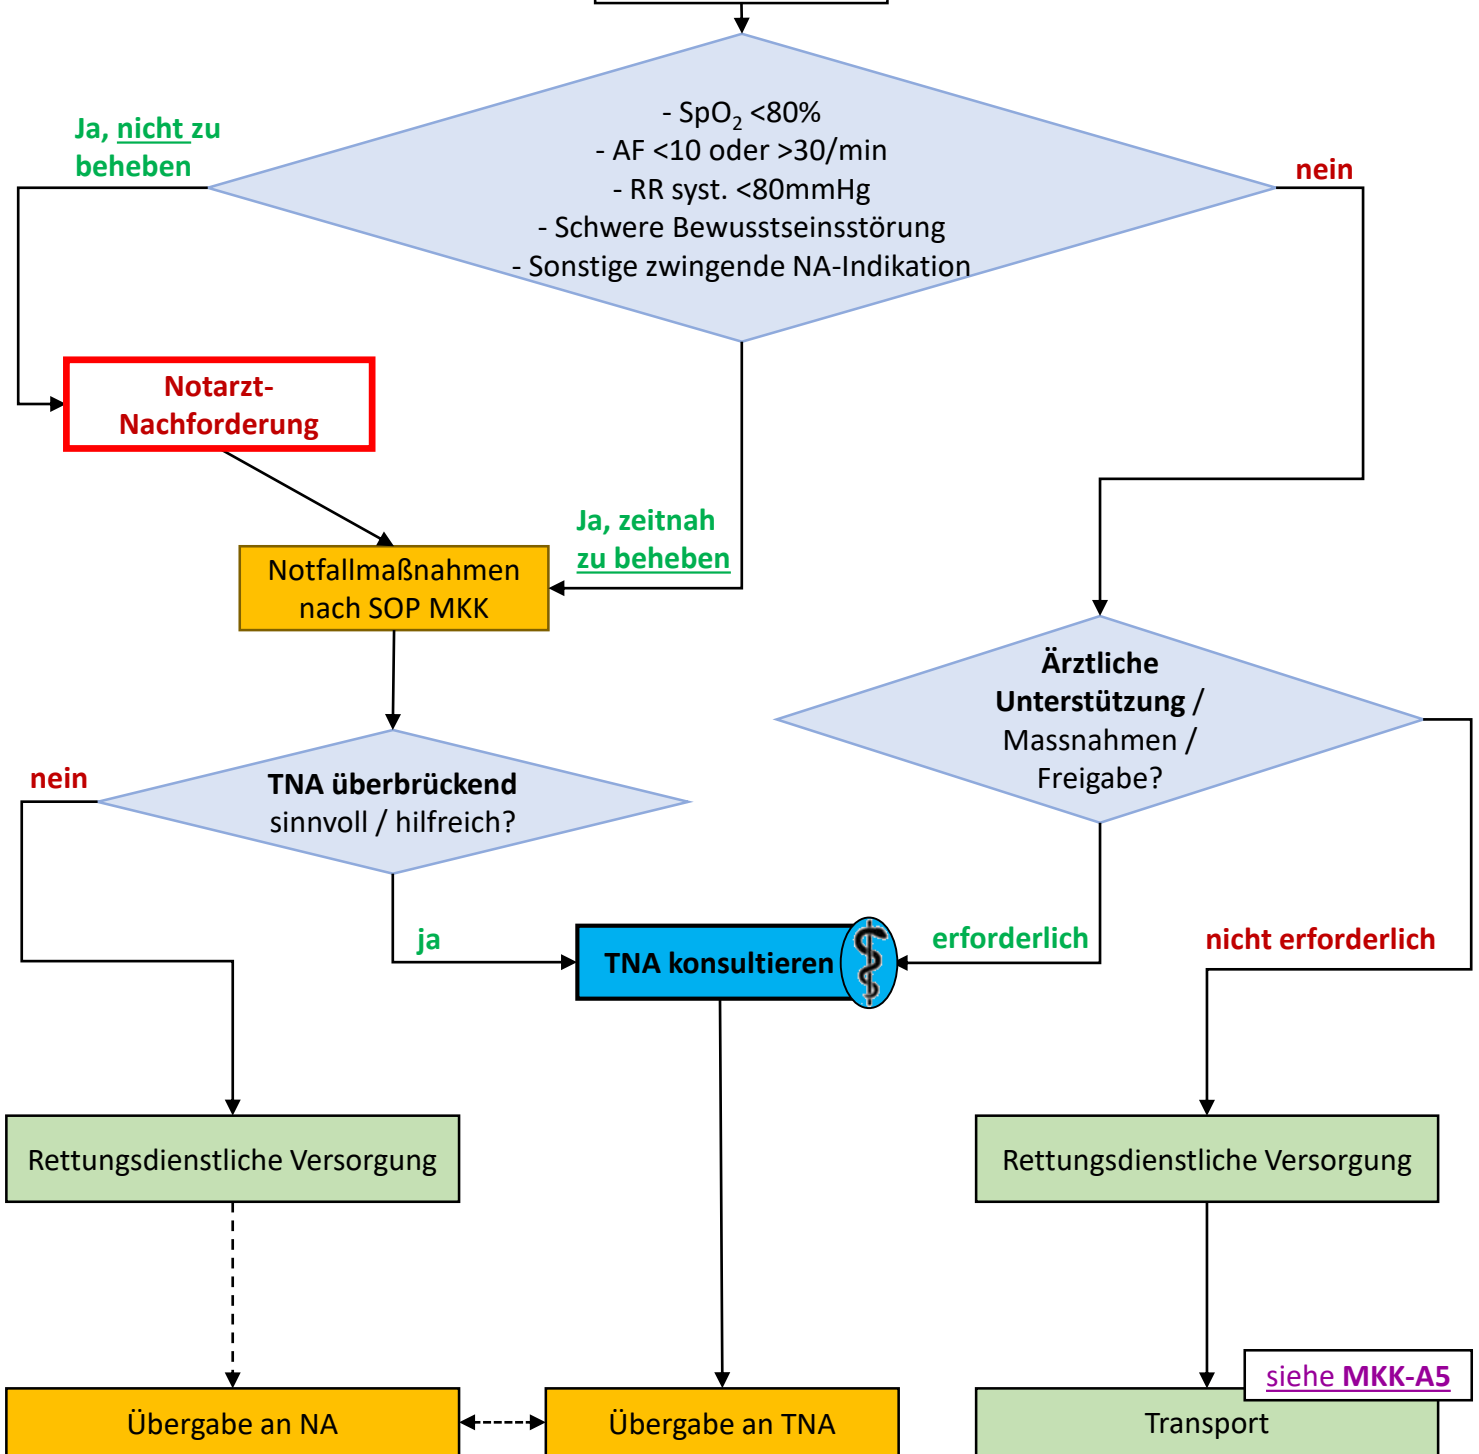 - SpO₂ <80%
- AF <10 oder >30/min
- RR syst. <80mmHg
- Schwere Bewusstseinsstörung
- Sonstige zwingende NA-Indikation
Ja, nicht zu
beheben
nein
Notarzt-
Nachforderung
Ja, zeitnah
zu beheben
Notfallmaßnahmen
nach SOP MKK
Ärztliche
Unterstützung /
Massnahmen /
Freigabe?
nein
TNA überbrückend
sinnvoll / hilfreich?
ja
TNA konsultieren
erforderlich
nicht erforderlich
Rettungsdienstliche Versorgung
Rettungsdienstliche Versorgung
siehe MKK-A5
Übergabe an NA
Übergabe an TNA
Transport